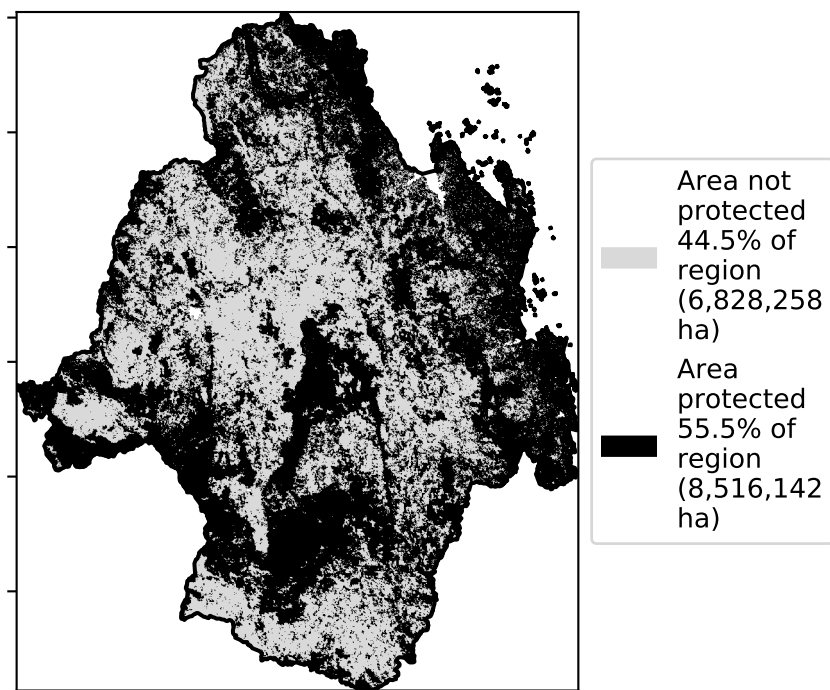 Area not
protected
44.5% of
region
(6,828,258
ha)
Area
protected
55.5% of
region
(8,516,142
ha)